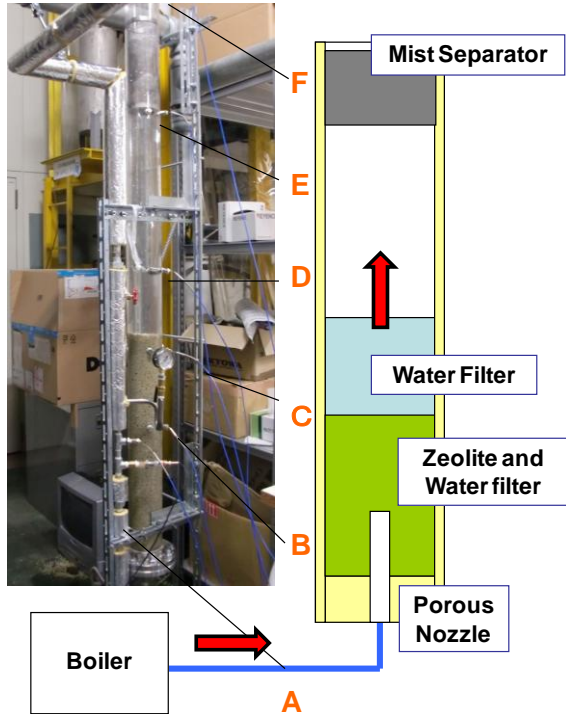 Mist Separator
F
E
D
Water Filter
C
Zeolite and
Water filter
B
Porous
Nozzle
Boiler
A